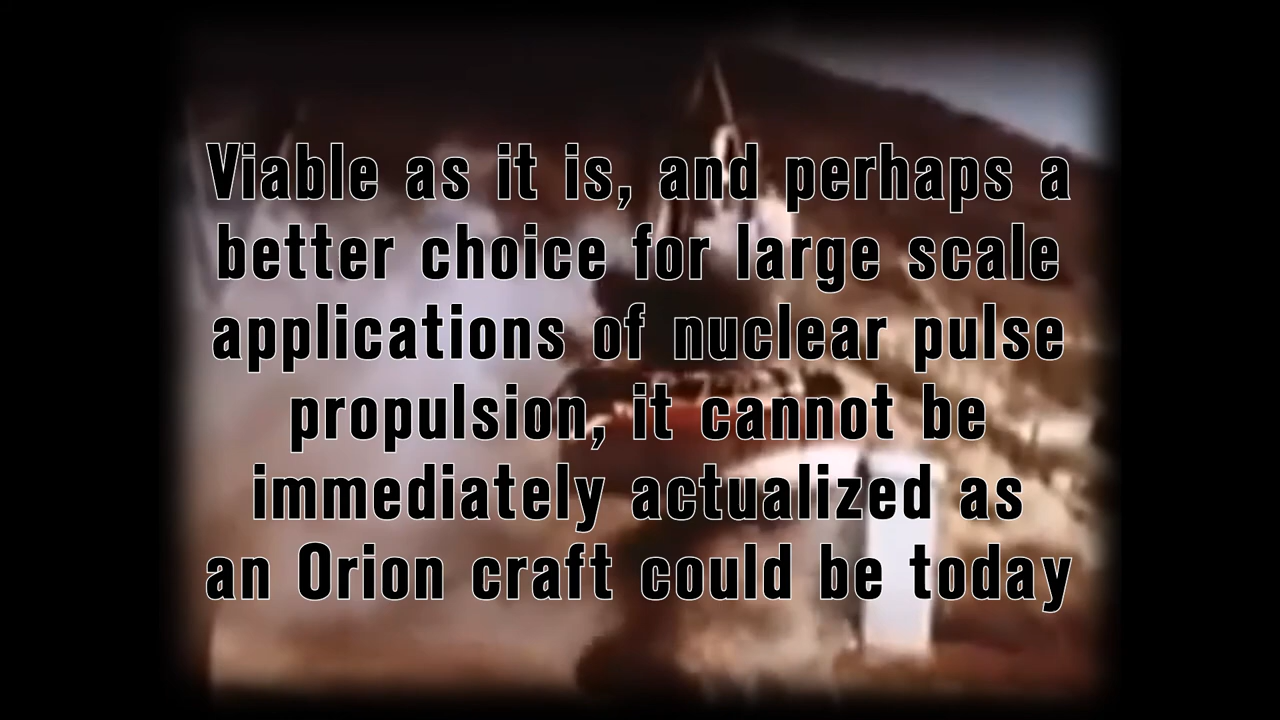 Viable as it is, and perhaps a
better choice for large scale
applications of nuclear pulse
propulsion, it cannot be
immediately actualized as
an Orion craft could be today